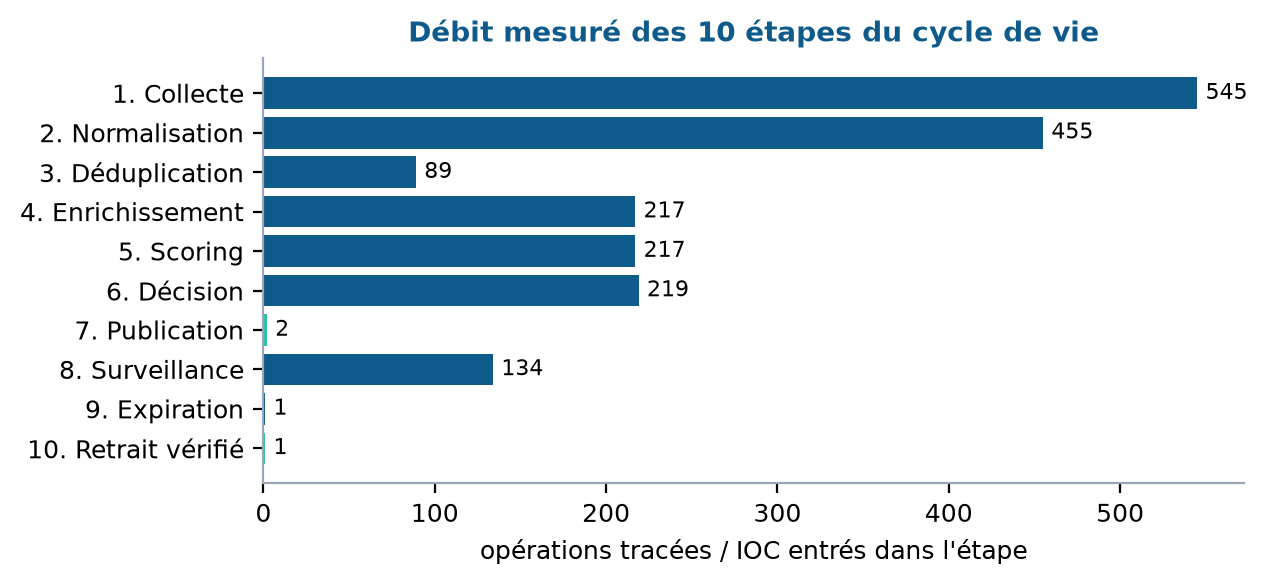 Débit mesuré des 10 étapes du cycle de vie
1. Collecte 545
2. Normalisation 455
3. Déduplication 89
4. Enrichissement 217
5. Scoring 217
6. Décision 219
7. Publication 2
8. Surveillance 134
9. Expiration 1
10. Retrait vérifié 1
0 100 200 300 400 500
opérations tracées / IOC entrés dans l'étape